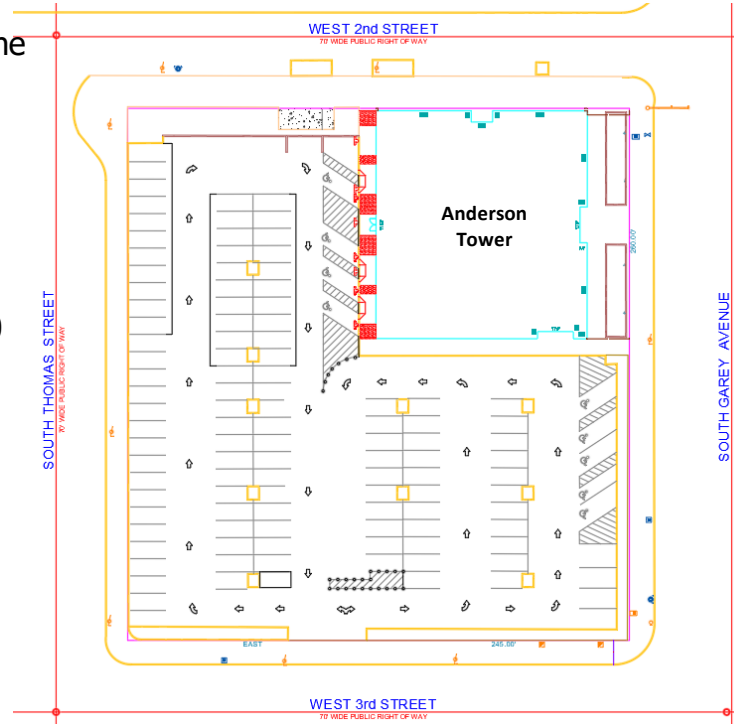 WEST 2nd STREET
70' WIDE PUBLIC RIGHT OF WAY
ne
Anderson
Tower
260.00'
)
SOUTH THOMAS STREET
70' WIDE PUBLIC RIGHT OF WAY
SOUTH GAREY AVENUE
EAST
245.00'
WEST 3rd STREET
70' WIDE PUBLIC RIGHT OF WAY